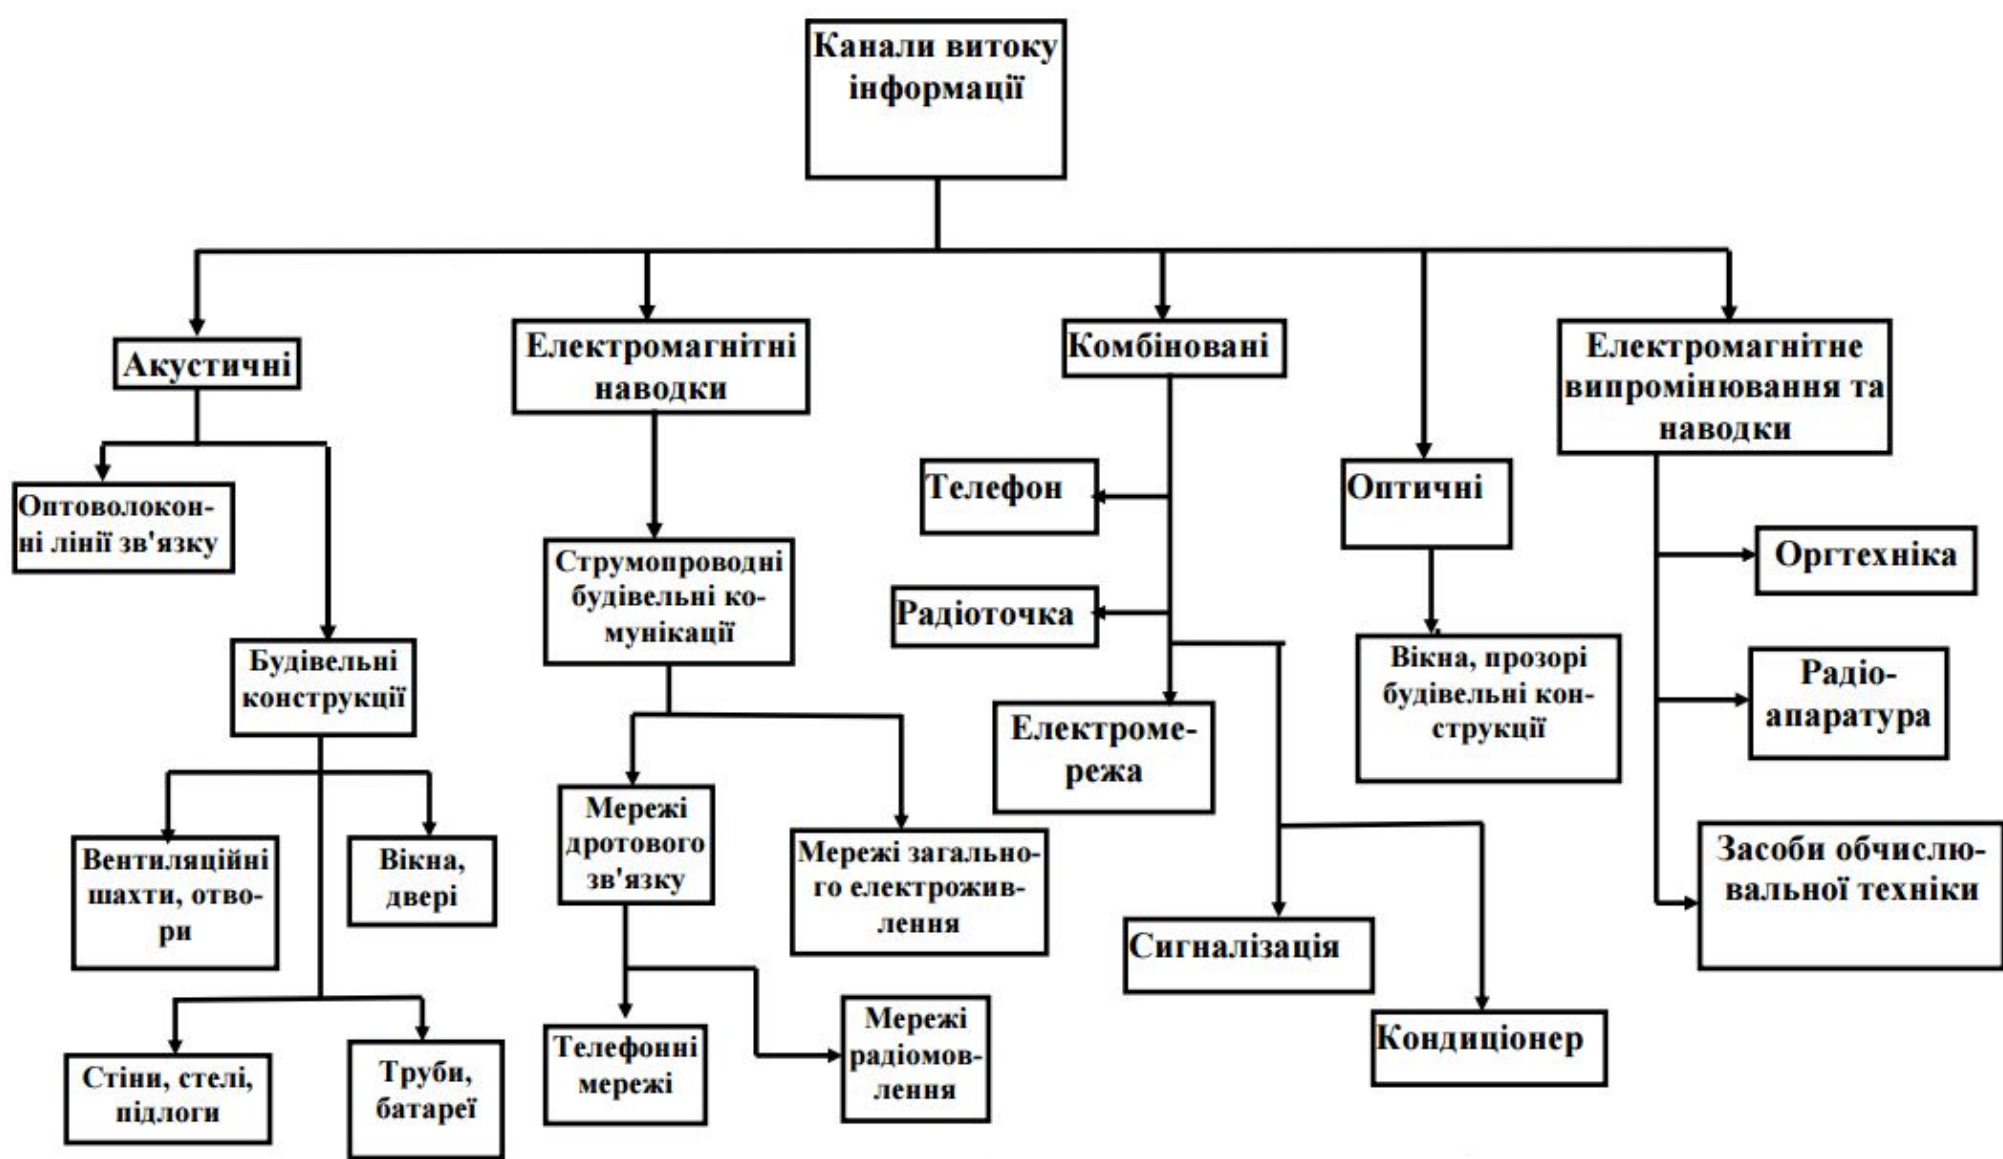 Канали витоку
інформації
Акустичні
Електромагнітні
наводки
Комбіновані
Електромагнітне
випромінювання та
наводки
Оптоволокон-
ні лінії зв'язку
Телефон
Оптичні
Струмопроводні
будівельні ко-
мунікації
Оргтехніка
Радіоточка
Будівельні
конструкції
Вікна, прозорі
будівельні кон-
струкції
Радіо-
апаратура
Електроме-
режа
Мережі
дротового
зв'язку
Мережі загально-
го електрожив-
лення
Вентиляційні
шахти, отво-
ри
Вікна,
двері
Засоби обчислю-
вальної техніки
Сигналізація
Телефонні
мережі
Мережі
радіомов-
лення
Кондиціонер
Стіни, стелі,
підлоги
Труби,
батареї